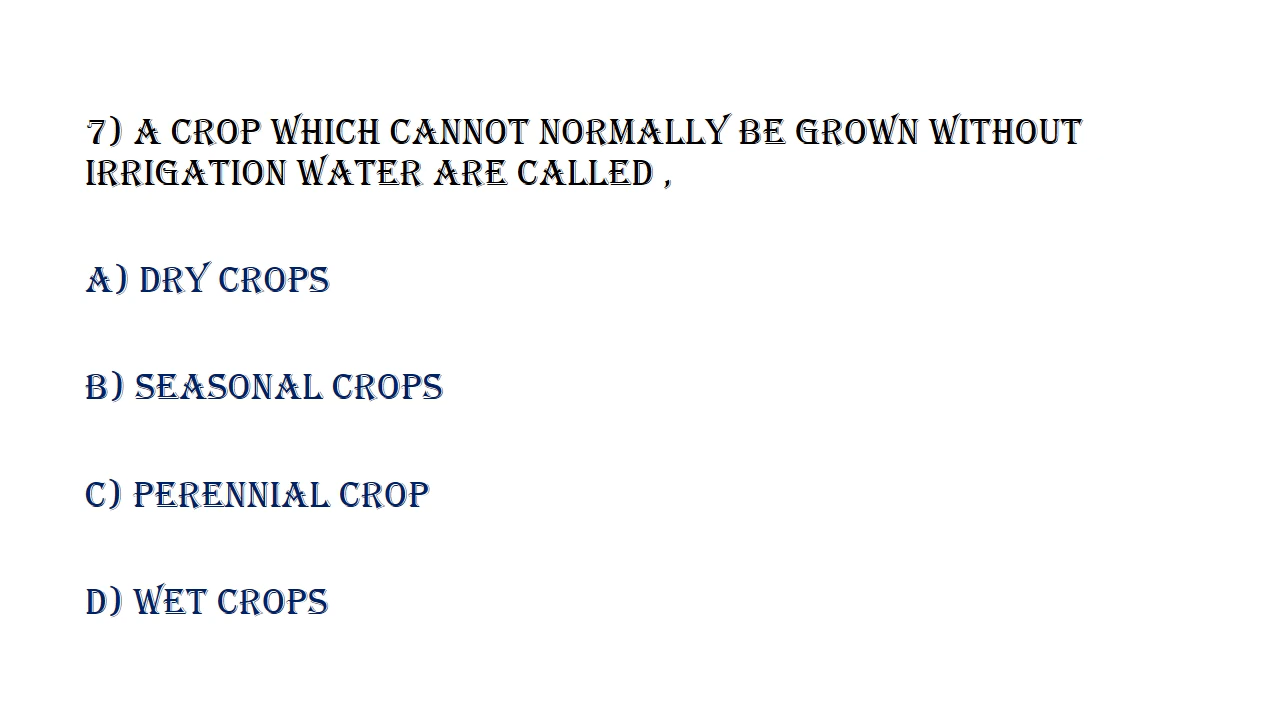 7) A CROP WHICH CANNOT NORMALLY BE GROWN WITHOUT
IRRIGATION WATER ARE CALLED ,
A) DRY CROPS
B) SEASONAL CROPS
C) PERENNIAL CROP
D) WET CROPS